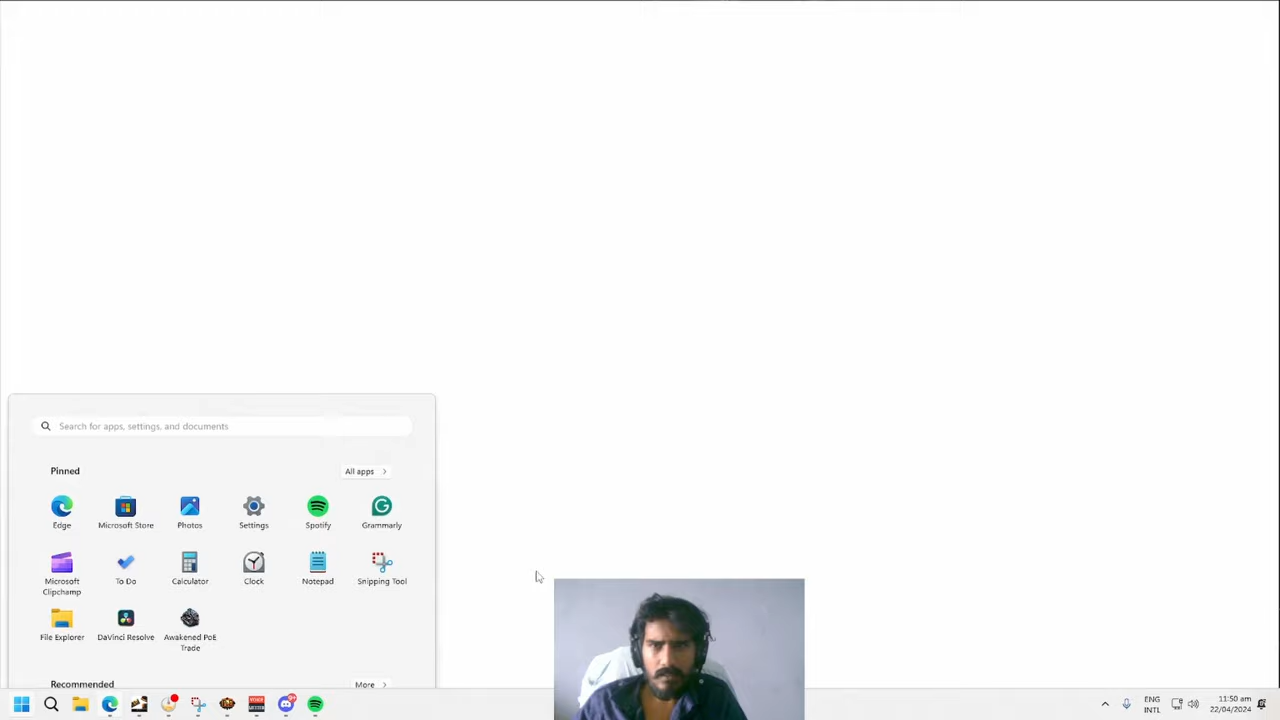 Search for apps, settings, and documents
Pinned
All apps
Edge
Microsoft Store
Photos
Settings
Spotify
Grammarly
Microsoft
Clipchamp
To Do
Calculator
Clock
Notepad
Snipping Tool
File Explorer
DaVinci Resolve
Awakened PoE
Trade
Recommended
More
ENG
INTL
11:50 am
22/04/2024